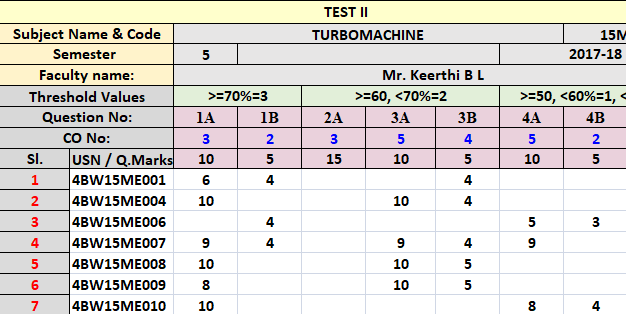 TEST II
Subject Name & Code TURBOMACHINE 15M
Semester 5 2017-18
Faculty name: Mr. Keerthi B L
Threshold Values >=70%=3 >=60, <70%=2 >=50, <60%=1, <
Question No: 1A 1B 2A 3A 3B 4A 4B
CO No: 3 2 3 5 4 5 2
Sl. USN / Q.Marks 10 5 15 10 5 10 5
1 4BW15ME001 6 4 4
2 4BW15ME004 10 10 4
3 4BW15ME006 4 5 3
4 4BW15ME007 9 4 9 4 9
5 4BW15ME008 10 10 5
6 4BW15ME009 8 10 5
7 4BW15ME010 10 8 4